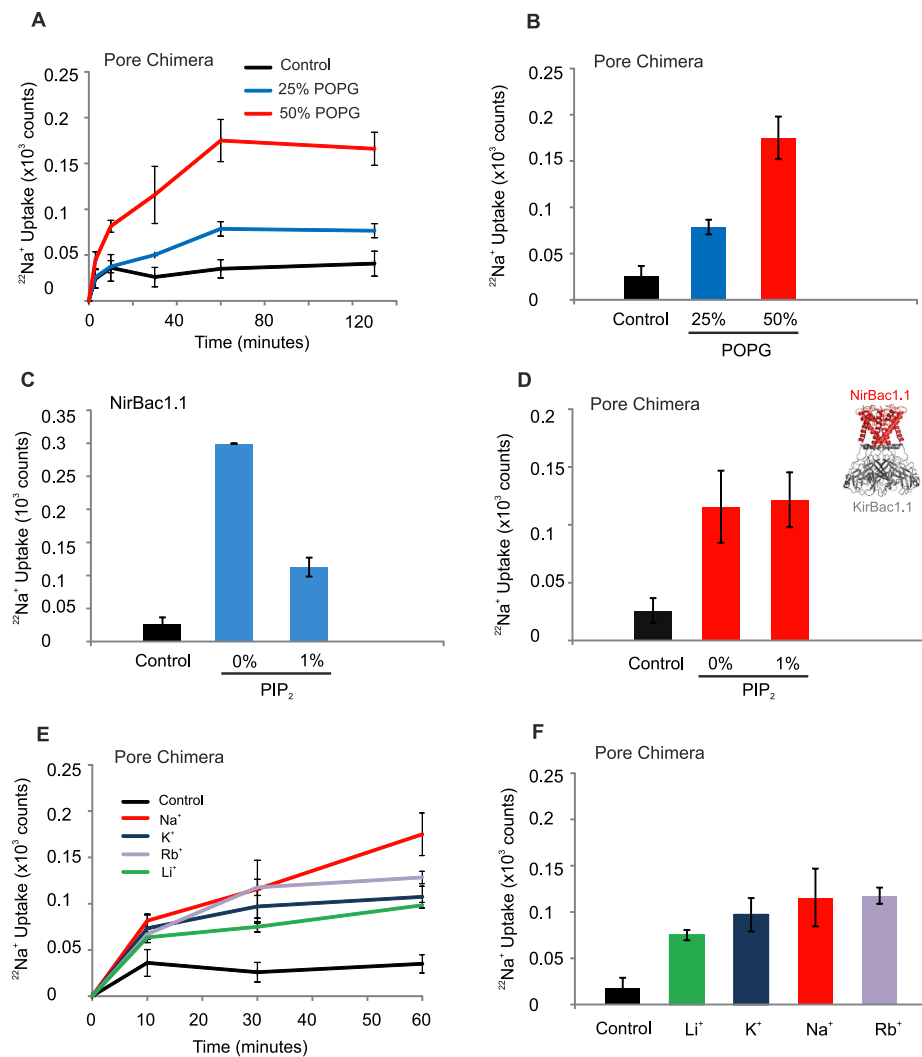 A
Pore Chimera
Control
25% POPG
50% POPG
0.25
0.2
0.15
0.1
0.05
0
²²Na⁺ Uptake (x10³ counts)
0 40 60 80 120
Time (minutes)
B
Pore Chimera
0.25
0.2
0.15
0.1
0.05
0
²²Na⁺ Uptake (x10³ counts)
Control 25% 50%
POPG
C
NirBac1.1
0.35
0.3
0.3
0.1
0.05
0
²²Na⁺ Uptake (10³ counts)
Control 0% 1%
PIP₂
D
Pore Chimera
NirBac1.1
KirBac1.1
0.2
0.15
0.1
0.05
0
²²Na⁺ Uptake (x10³ counts)
Control 0% 1%
PIP₂
E
Pore Chimera
Control
Na⁺
K⁺
Rb⁺
Li⁺
0.25
0.2
0.15
0.1
0.05
0
²²Na⁺ Uptake (x10³ counts)
0 10 20 30 40 50 60
Time (minutes)
F
Pore Chimera
0.25
0.2
0.15
0.1
0.05
0
²²Na⁺ Uptake (x10³ counts)
Control Li⁺ K⁺ Na⁺ Rb⁺